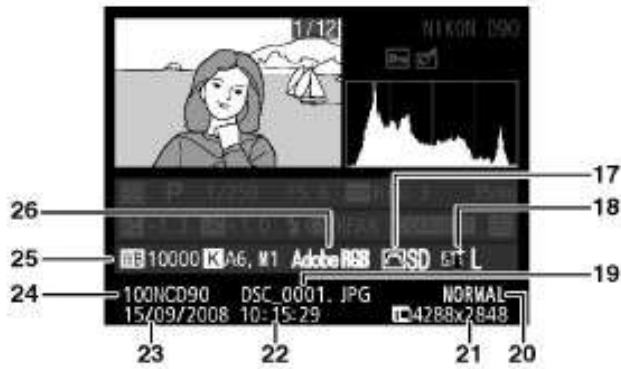 1/12
NIKON D90
17
26
18
25
WB 10000 K A6, M1 Adobe RGB SD L
19
24
100NCD90 DSC_0001. JPG NORMAL
15/09/2008 10:15:29 4288x2848
23
22
21
20